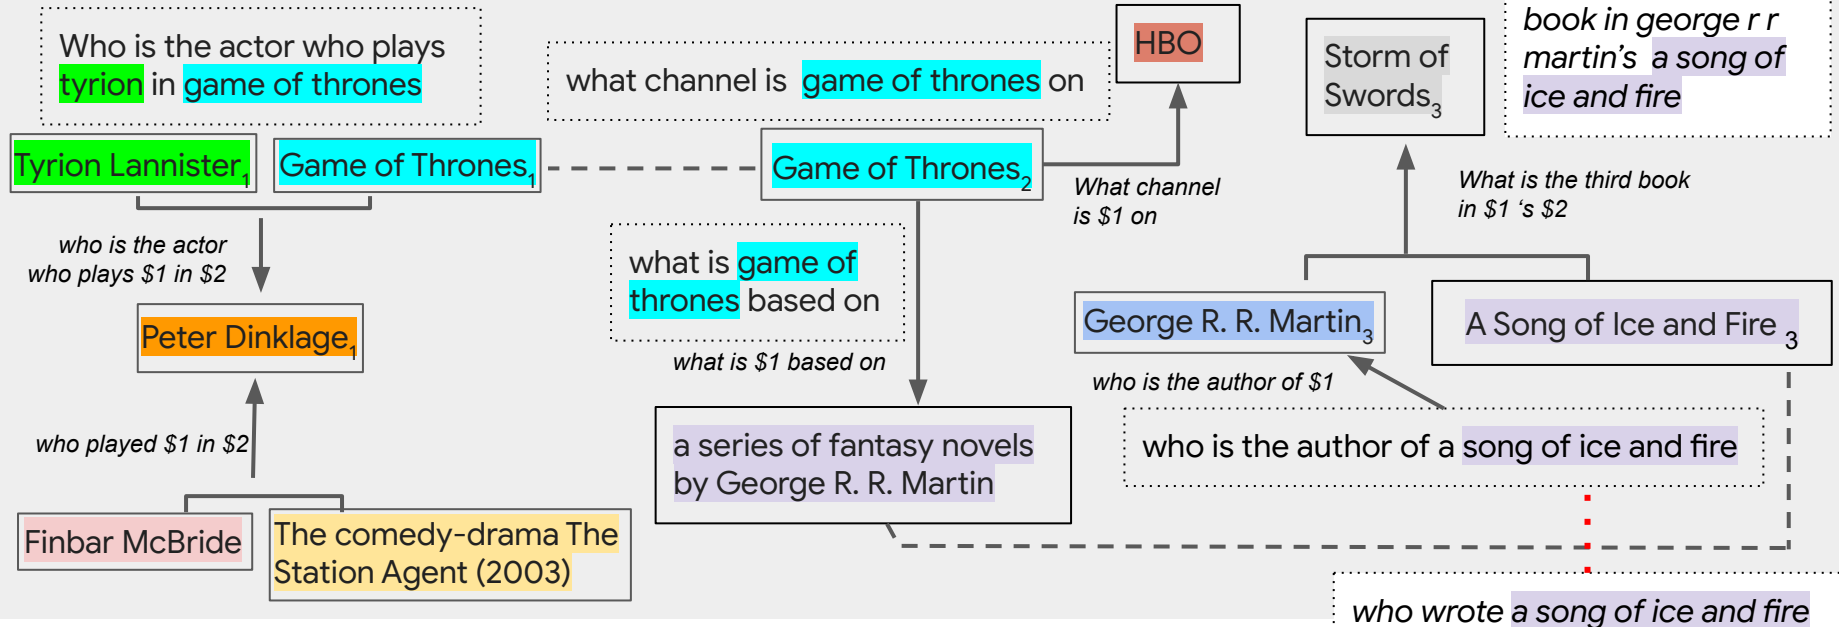 Who is the actor who plays
tyrion in game of thrones
what channel is game of thrones on
HBO
Storm of
Swords3
book in george r r
martin's a song of
ice and fire
Tyrion Lannister1
Game of Thrones1
Game of Thrones2
What channel
is $1 on
What is the third book
in $1 ‘s $2
who is the actor
who plays $1 in $2
what is game of
thrones based on
what is $1 based on
Peter Dinklage1
George R. R. Martin3
A Song of Ice and Fire 3
who is the author of $1
who played $1 in $2
a series of fantasy novels
by George R. R. Martin
who is the author of a song of ice and fire
Finbar McBride
The comedy-drama The
Station Agent (2003)
who wrote a song of ice and fire